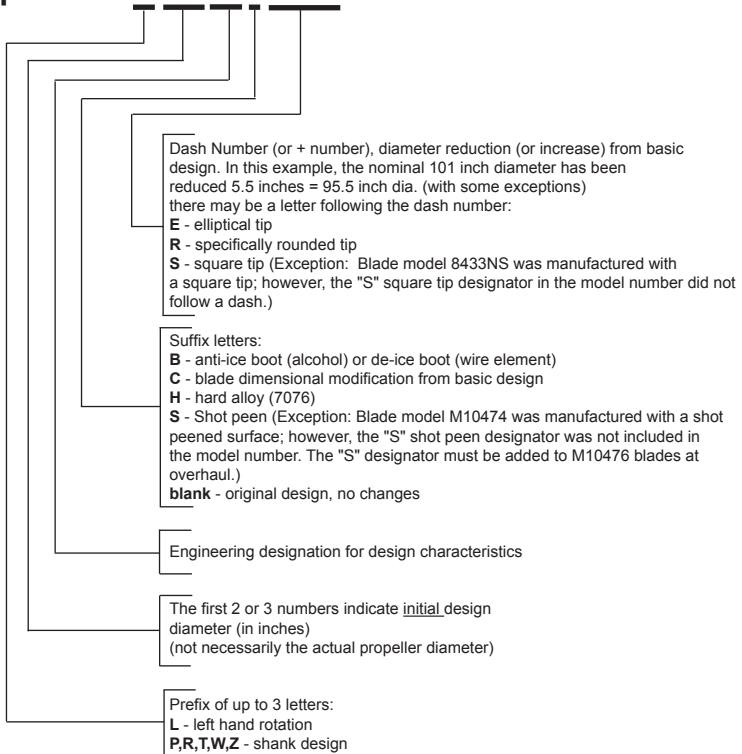 Dash Number (or + number), diameter reduction (or increase) from basic
design. In this example, the nominal 101 inch diameter has been
reduced 5.5 inches = 95.5 inch dia. (with some exceptions)
there may be a letter following the dash number:
E - elliptical tip
R - specifically rounded tip
S - square tip (Exception: Blade model 8433NS was manufactured with
a square tip; however, the "S" square tip designator in the model number did not
follow a dash.)
Suffix letters:
B - anti-ice boot (alcohol) or de-ice boot (wire element)
C - blade dimensional modification from basic design
H - hard alloy (7076)
S - Shot peen (Exception: Blade model M10474 was manufactured with a shot
peened surface; however, the "S" shot peen designator was not included in
the model number. The "S" designator must be added to M10476 blades at
overhaul.)
blank - original design, no changes
Engineering designation for design characteristics
The first 2 or 3 numbers indicate initial design
diameter (in inches)
(not necessarily the actual propeller diameter)
Prefix of up to 3 letters:
L - left hand rotation
P,R,T,W,Z - shank design